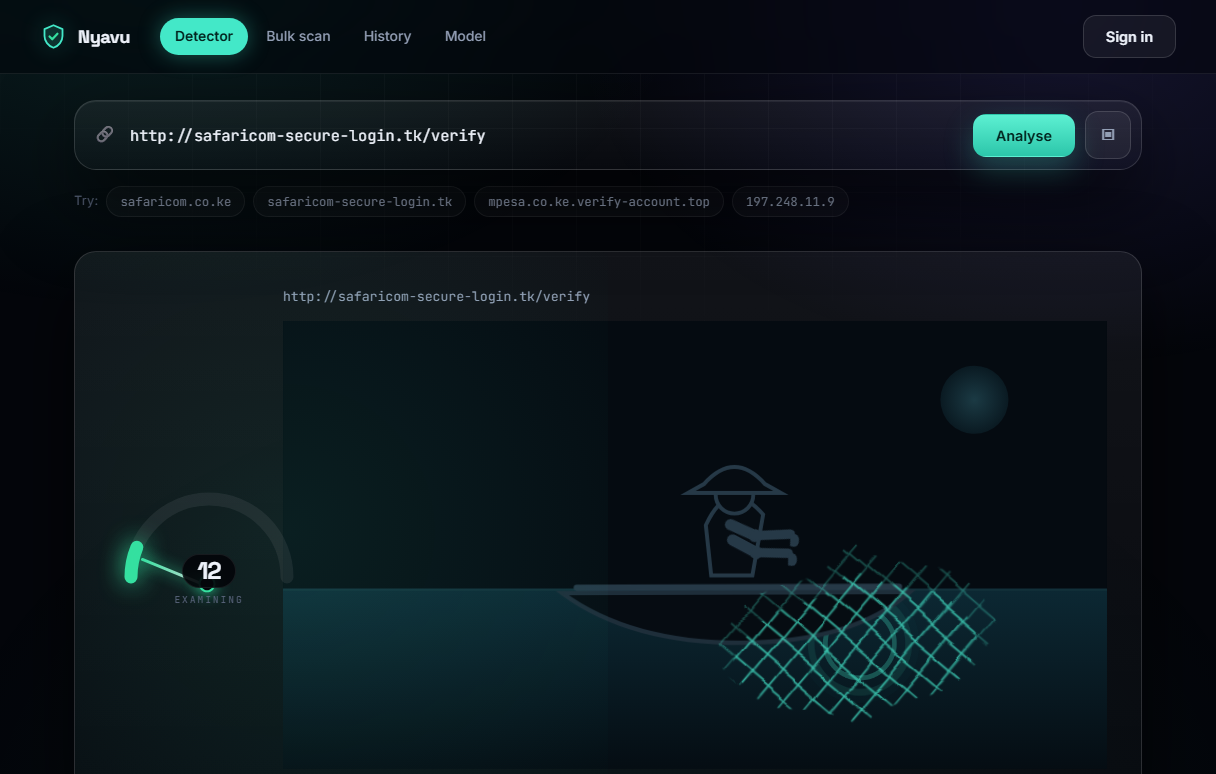 Nyavu
Detector
Bulk scan
History
Model
Sign in
http://safaricom-secure-login.tk/verify
Analyse
Try:
safaricom.co.ke
safaricom-secure-login.tk
mpesa.co.ke.verify-account.top
197.248.11.9
http://safaricom-secure-login.tk/verify
12
EXAMINING